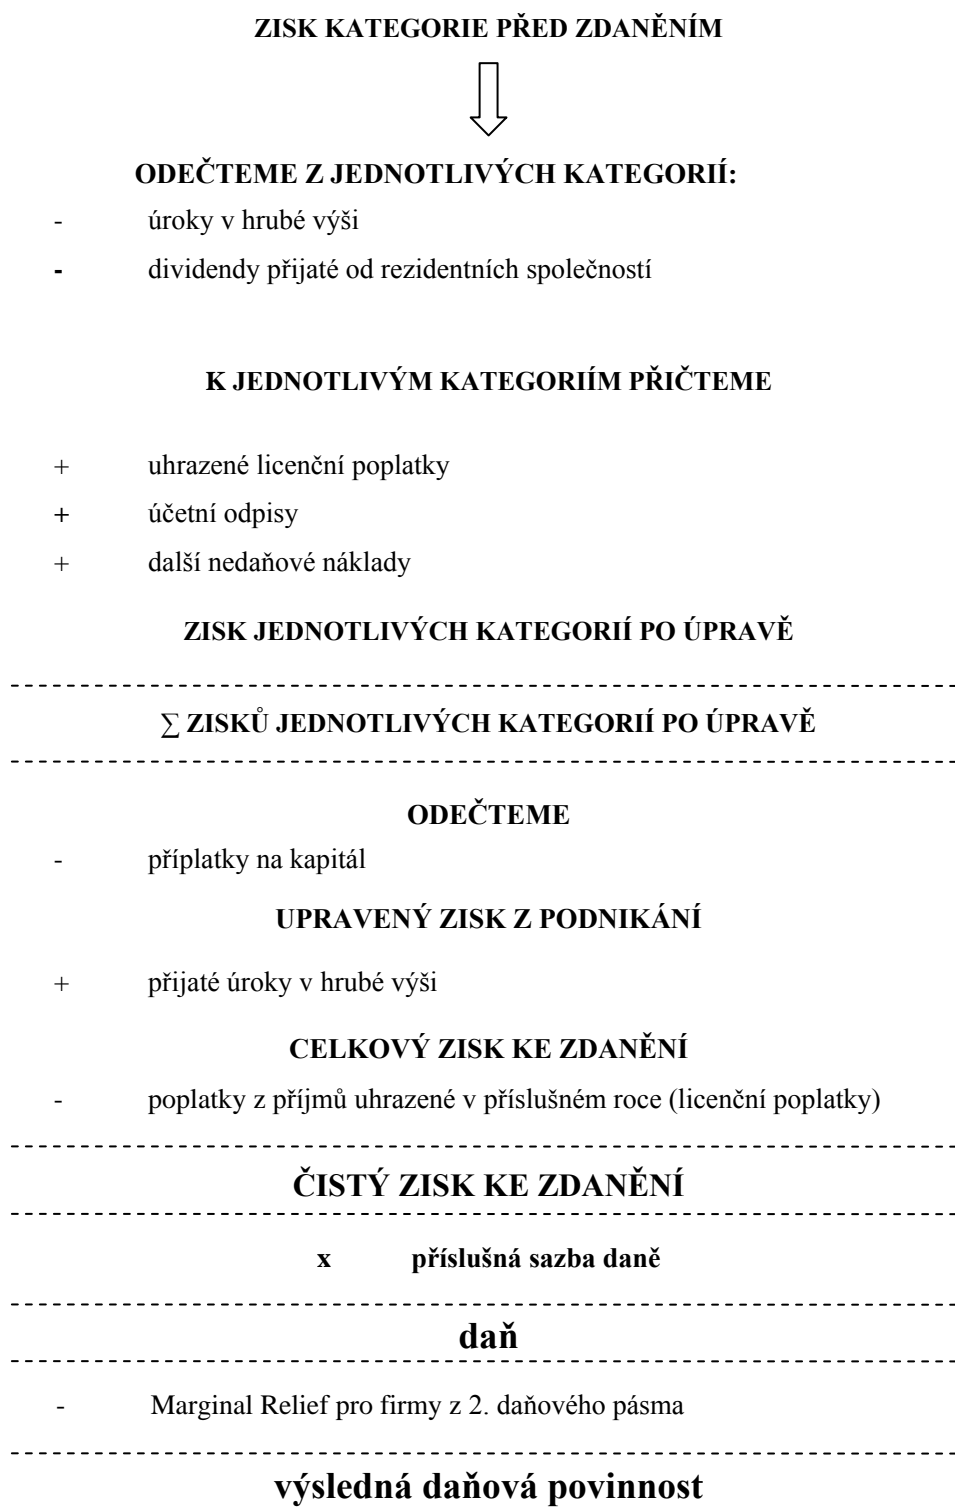 ZISK KATEGORIE PŘED ZDANĚNÍM
ODEČTEME Z JEDNOTLIVÝCH KATEGORIÍ:
- úroky v hrubé výši
- dividendy přijaté od rezidentních společností
K JEDNOTLIVÝM KATEGORIÍM PŘIČTEME
+ uhrazené licenční poplatky
+ účetní odpisy
+ další nedaňové náklady
ZISK JEDNOTLIVÝCH KATEGORIÍ PO ÚPRAVĚ
∑ ZISKŮ JEDNOTLIVÝCH KATEGORIÍ PO ÚPRAVĚ
ODEČTEME
- příplatky na kapitál
UPRAVENÝ ZISK Z PODNIKÁNÍ
+ přijaté úroky v hrubé výši
CELKOVÝ ZISK KE ZDANĚNÍ
- poplatky z příjmů uhrazené v příslušném roce (licenční poplatky)
ČISTÝ ZISK KE ZDANĚNÍ
x příslušná sazba daně
daň
- Marginal Relief pro firmy z 2. daňového pásma
výsledná daňová povinnost